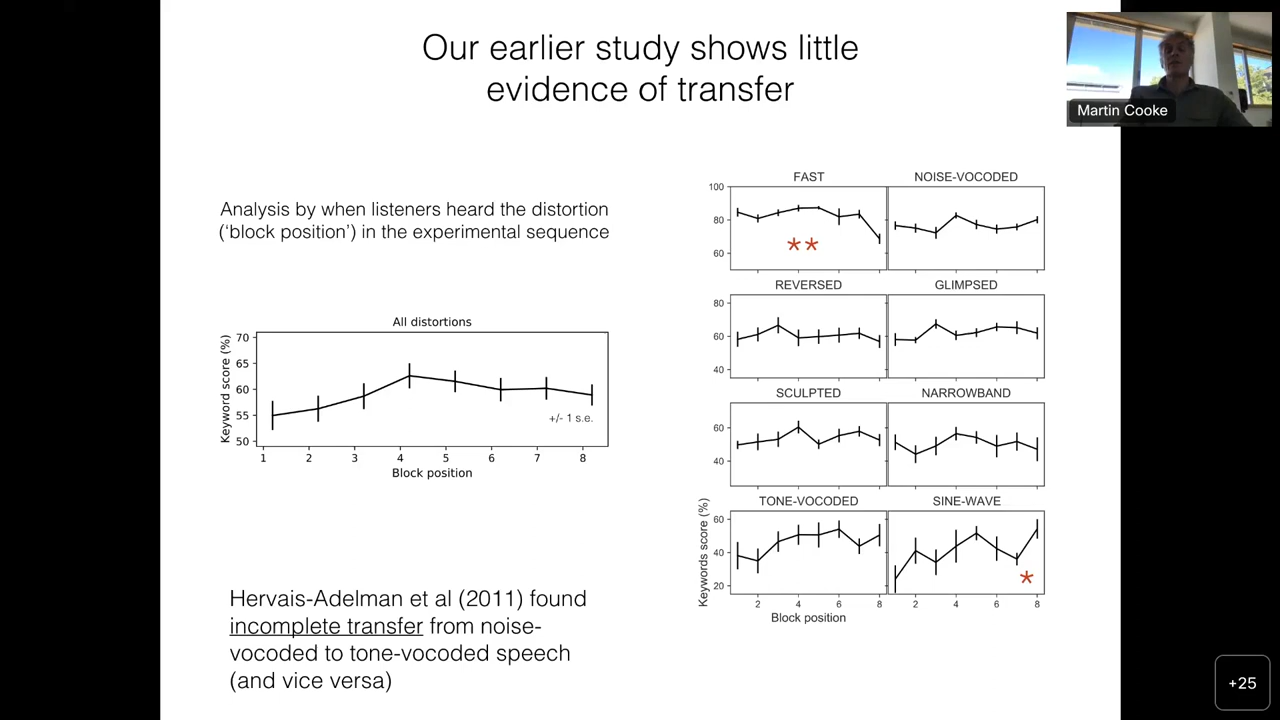 Our earlier study shows little
evidence of transfer
Martin Cooke
Analysis by when listeners heard the distortion
(‘block position’) in the experimental sequence
All distortions
Keyword score (%)
70
65
60
55
50
+/- 1 s.e.
1 2 3 4 5 6 7 8
Block position
Hervais-Adelman et al (2011) found
incomplete transfer from noise-
vocoded to tone-vocoded speech
(and vice versa)
FAST NOISE-VOCODED
100
80
60
**
REVERSED GLIMPSED
80
60
40
SCULPTED NARROWBAND
60
40
TONE-VOCODED SINE-WAVE
Keywords score (%)
60
40
20
*
2 4 6 8 2 4 6 8
Block position
+25